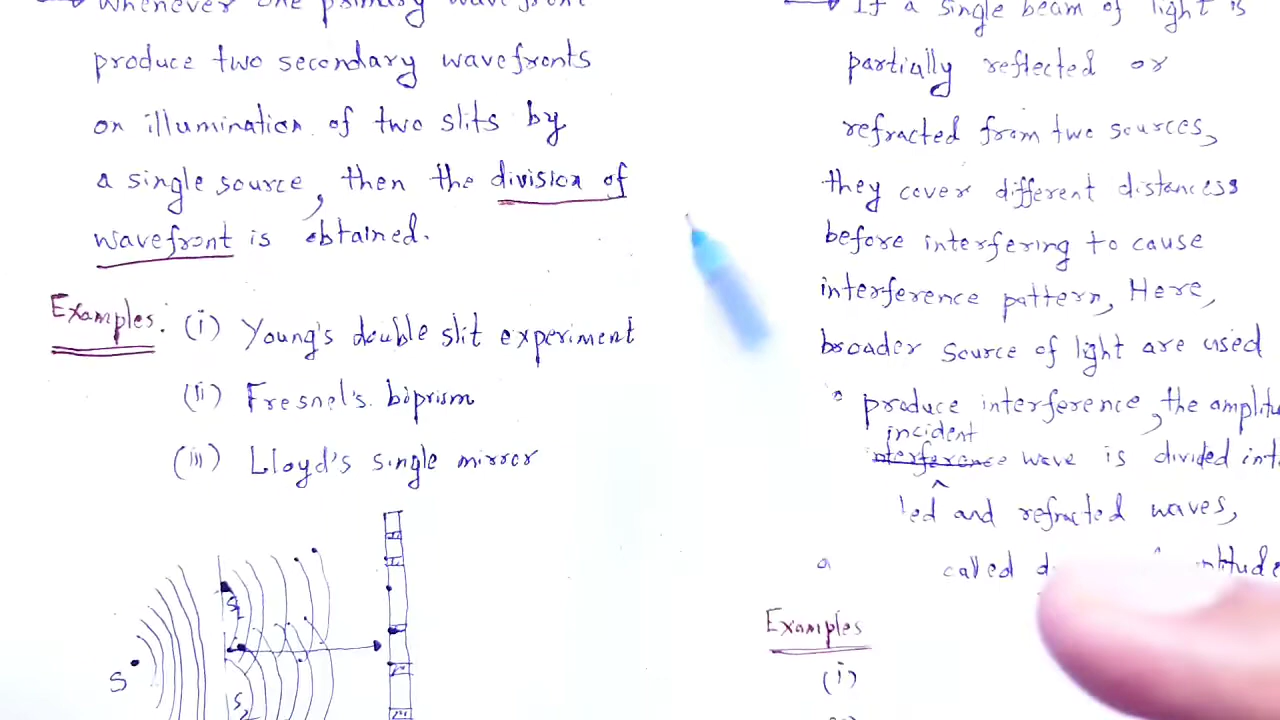 Whenever one primary wavefront
produce two secondary wavefronts
on illumination of two slits by
a single source, then the division of
wavefront is obtained.
Examples: (i) Young's double slit experiment
(ii) Fresnel's biprism
(iii) Lloyd's single mirror
S
S1
S2
If a single beam of light is
partially reflected or
refracted from two sources,
they cover different distances
before interfering to cause
interference pattern, Here,
broader source of light are used
produce interference, the
incident
interference wave is divided
and refracted waves,
called
Examples
(i)